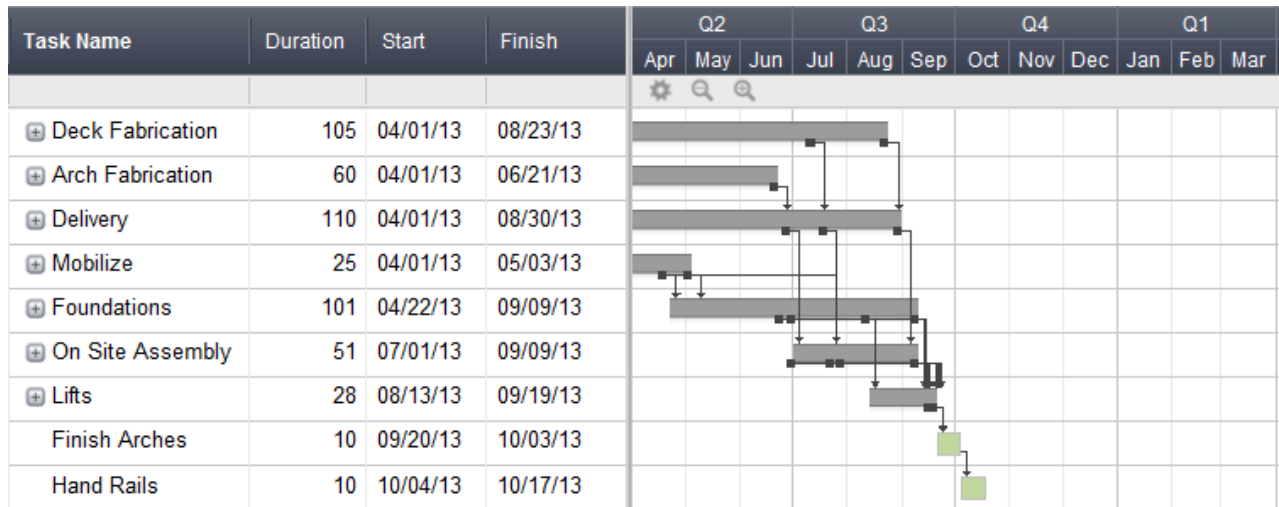 Task Name Duration Start Finish Q2 Q3 Q4 Q1
Apr May Jun Jul Aug Sep Oct Nov Dec Jan Feb Mar
Deck Fabrication 105 04/01/13 08/23/13
Arch Fabrication 60 04/01/13 06/21/13
Delivery 110 04/01/13 08/30/13
Mobilize 25 04/01/13 05/03/13
Foundations 101 04/22/13 09/09/13
On Site Assembly 51 07/01/13 09/09/13
Lifts 28 08/13/13 09/19/13
Finish Arches 10 09/20/13 10/03/13
Hand Rails 10 10/04/13 10/17/13